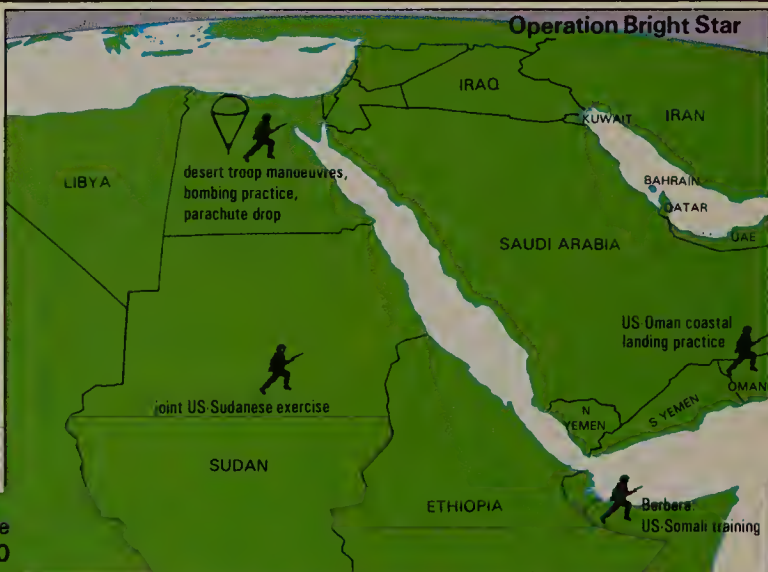 Operation Bright Star
IRAQ
KUWAIT
IRAN
LIBYA
desert troop manoeuvres,
bombing practice,
parachute drop
BAHRAIN
QATAR
UAE
SAUDI ARABIA
US-Oman coastal
landing practice
OMAN
joint US-Sudanese exercise
N
YEMEN
S YEMEN
SUDAN
ETHIOPIA
Berbera:
US-Somali training
e
0